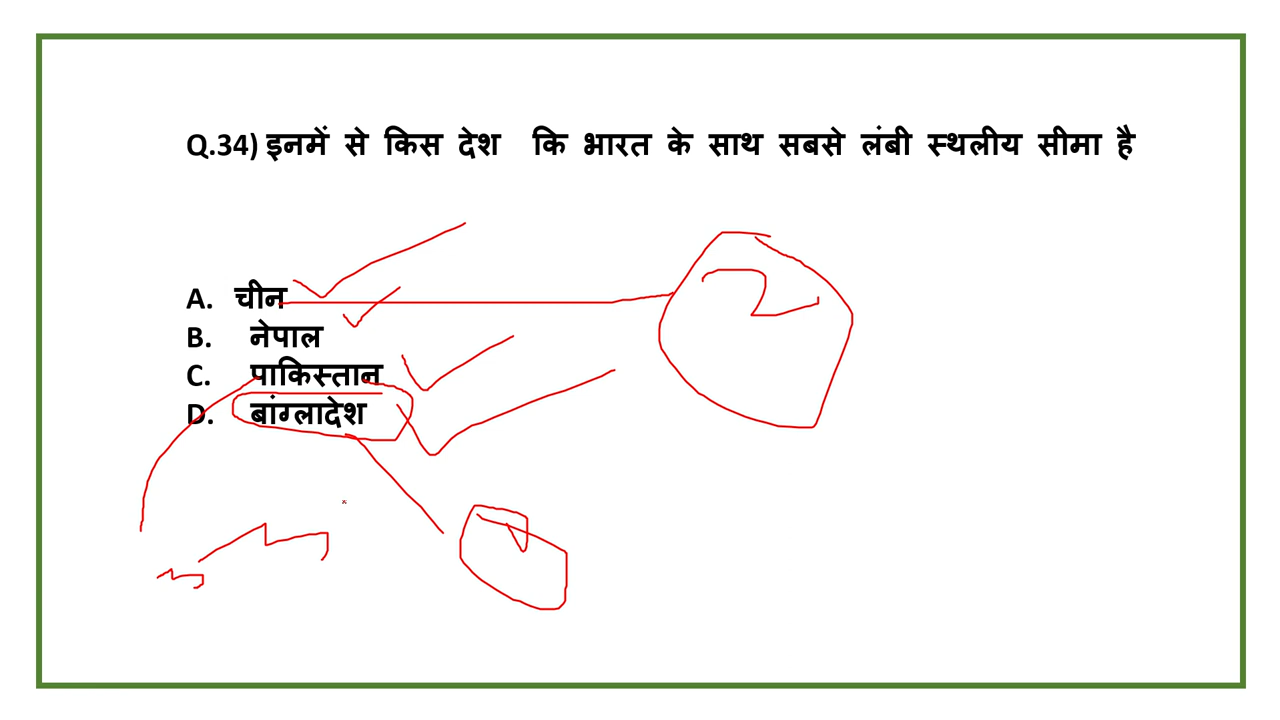 Q.34) इनमें से किस देश कि भारत के साथ सबसे लंबी स्थलीय सीमा है
A. चीन
B. नेपाल
C. पाकिस्तान
D. बांग्लादेश